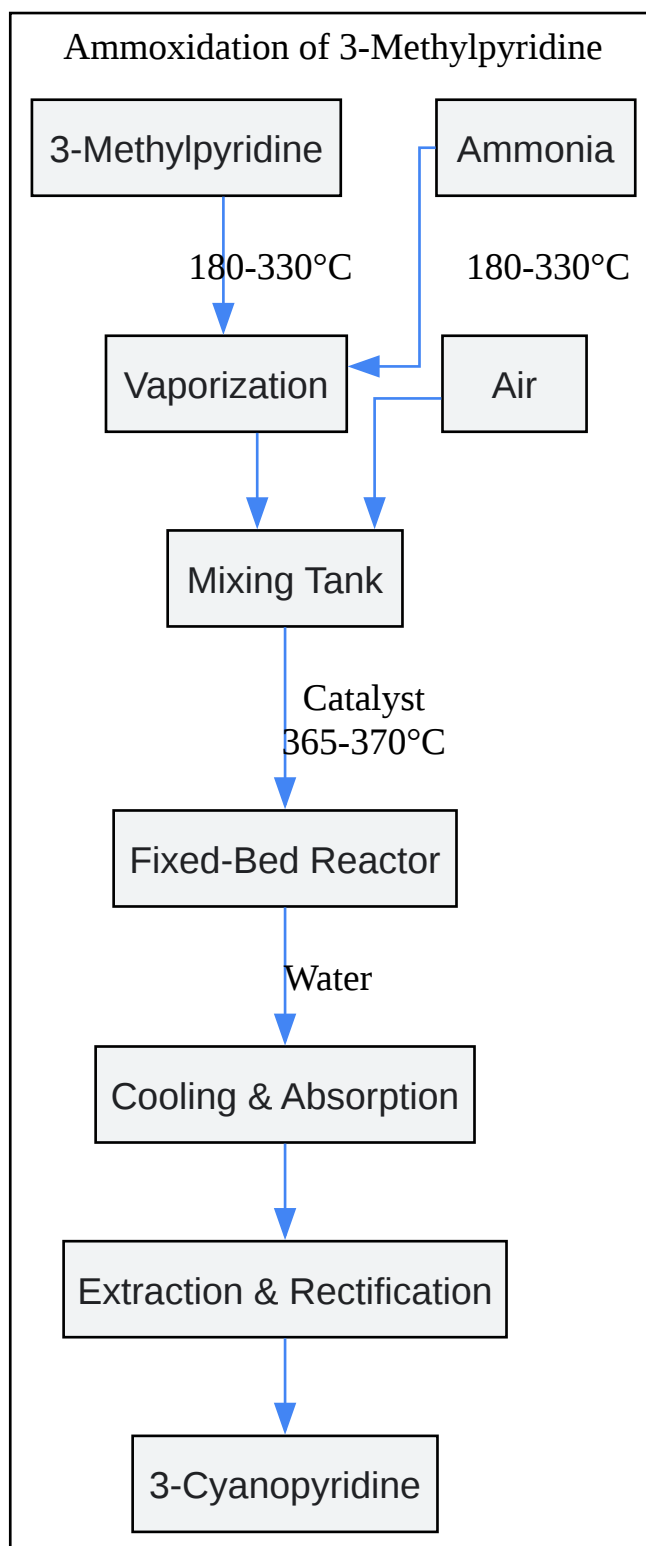 Ammoxidation of 3-Methylpyridine
3-Methylpyridine
Ammonia
180-330°C
180-330°C
Vaporization
Air
Mixing Tank
Catalyst
365-370°C
Fixed-Bed Reactor
Water
Cooling & Absorption
Extraction & Rectification
3-Cyanopyridine